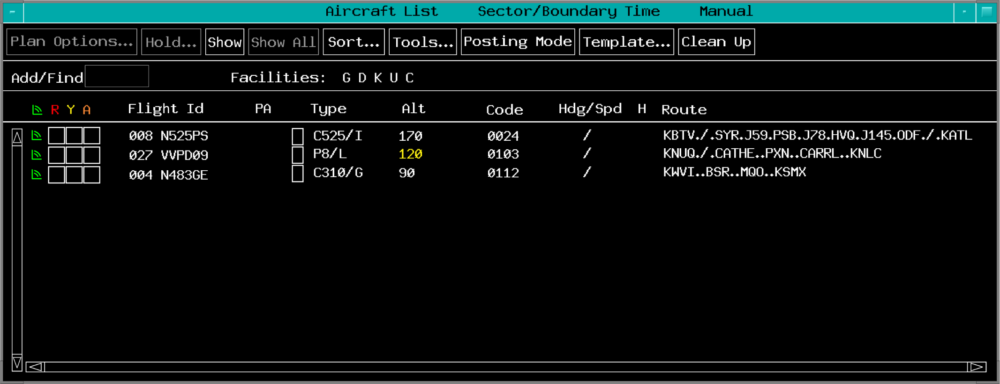 Aircraft List Sector/Boundary Time Manual
Plan Options... Hold... Show Show All Sort... Tools... Posting Mode Template... Clean Up
Add/Find Facilities: G D K U C
R Y A Flight Id PA Type Alt Code Hdg/Spd H Route
008 N525PS C525/I 170 0024 / KBTV./.SYR.J59.PSB.J78.HVQ.J145.ODF./.KATL
027 VVPD09 P8/L 120 0103 / KNUQ./.CATHE..PXN..CARRL..KNLC
004 N483GE C310/G 90 0112 / KWVI..BSR..MQO..KSMX